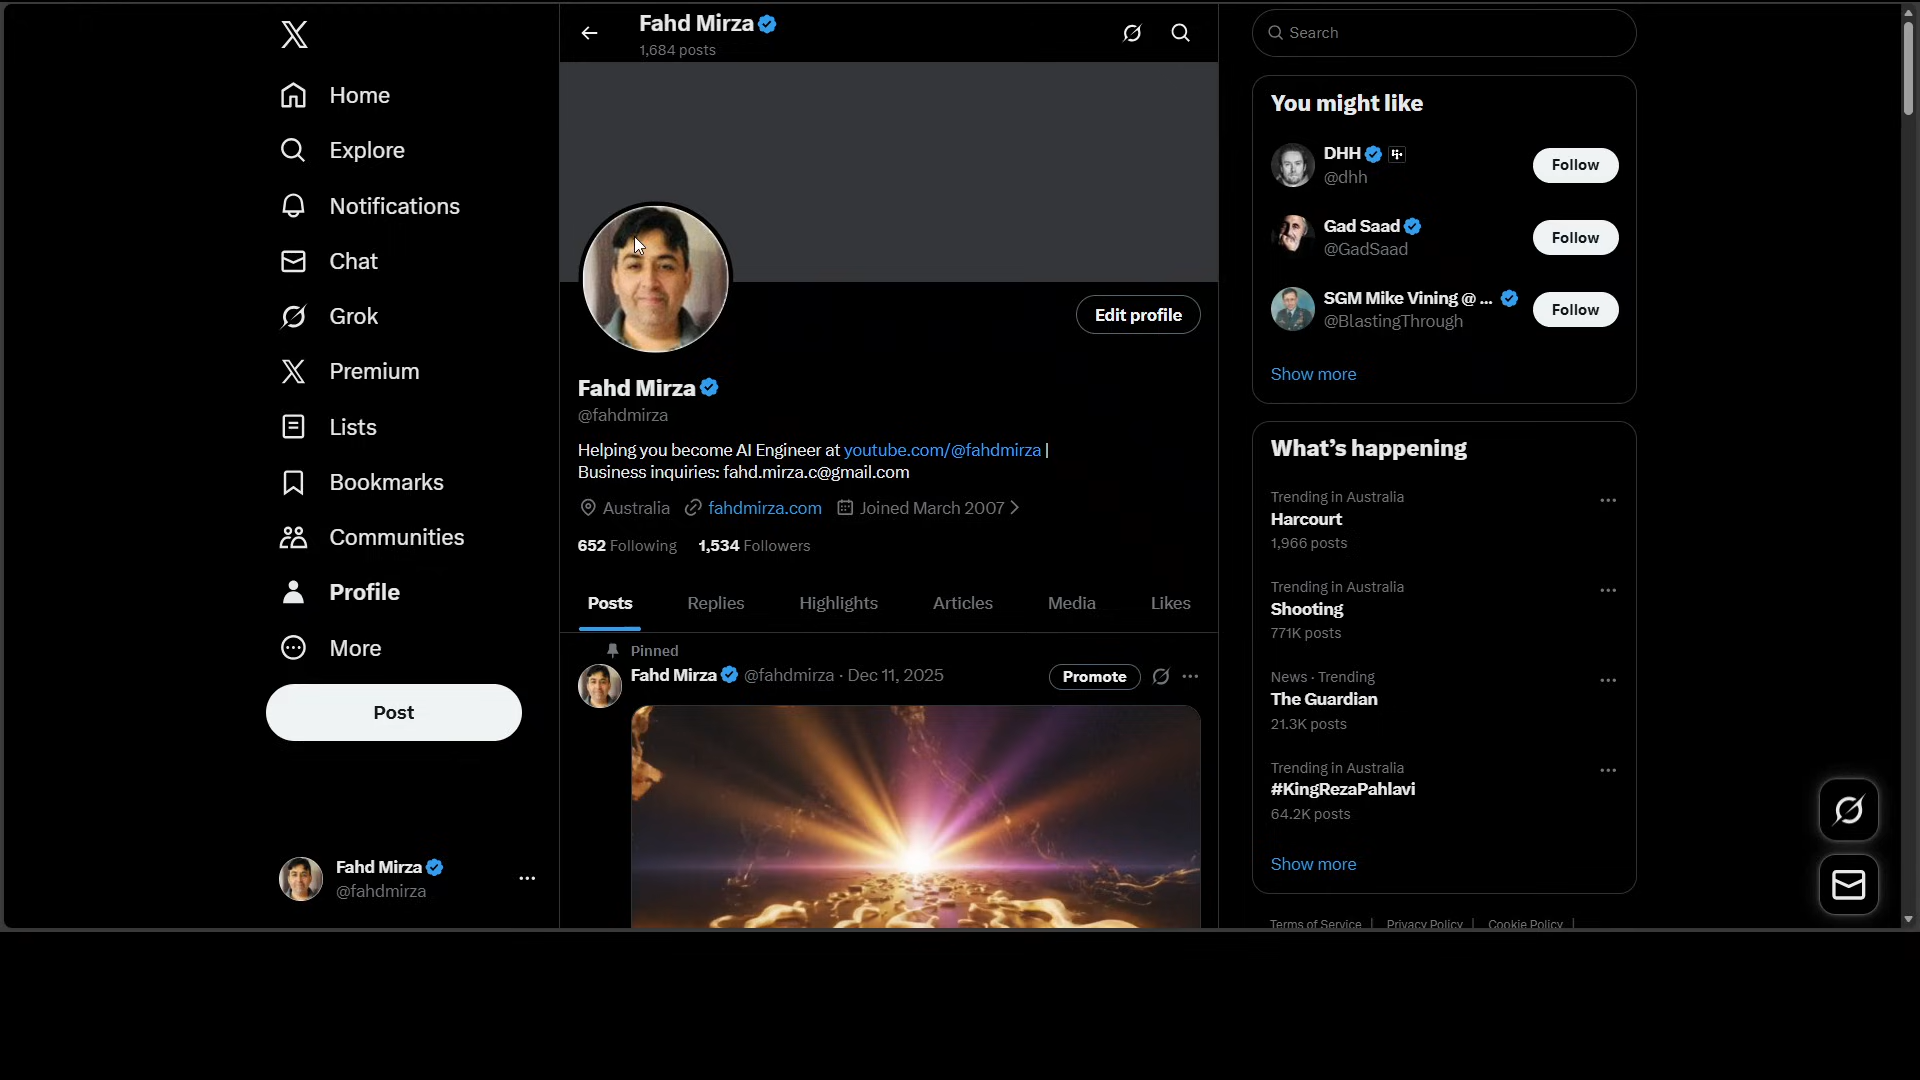 Home
Explore
Notifications
Chat
Grok
Premium
Lists
Bookmarks
Communities
Profile
More
Post
Fahd Mirza
@fahdmirza
Fahd Mirza
1,684 posts
Edit profile
Fahd Mirza
@fahdmirza
Helping you become AI Engineer at youtube.com/@fahdmirza |
Business inquiries: fahd.mirza.c@gmail.com
Australia fahdmirza.com Joined March 2007
652 Following 1,534 Followers
Posts Replies Highlights Articles Media Likes
Pinned
Fahd Mirza @fahdmirza · Dec 11, 2025 Promote
Search
You might like
DHH
@dhh
Follow
Gad Saad
@GadSaad
Follow
SGM Mike Vining @ ...
@BlastingThrough
Follow
Show more
What's happening
Trending in Australia
Harcourt
1,966 posts
Trending in Australia
Shooting
771K posts
News · Trending
The Guardian
21.3K posts
Trending in Australia
#KingRezaPahlavi
64.2K posts
Show more
Terms of Service | Privacy Policy | Cookie Policy |